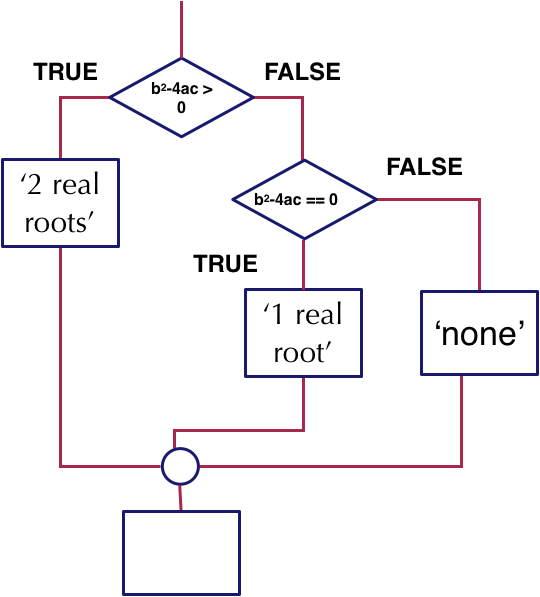 TRUE
FALSE
b²-4ac >
0
FALSE
‘2 real
roots’
b²-4ac == 0
TRUE
‘1 real
root’
‘none’